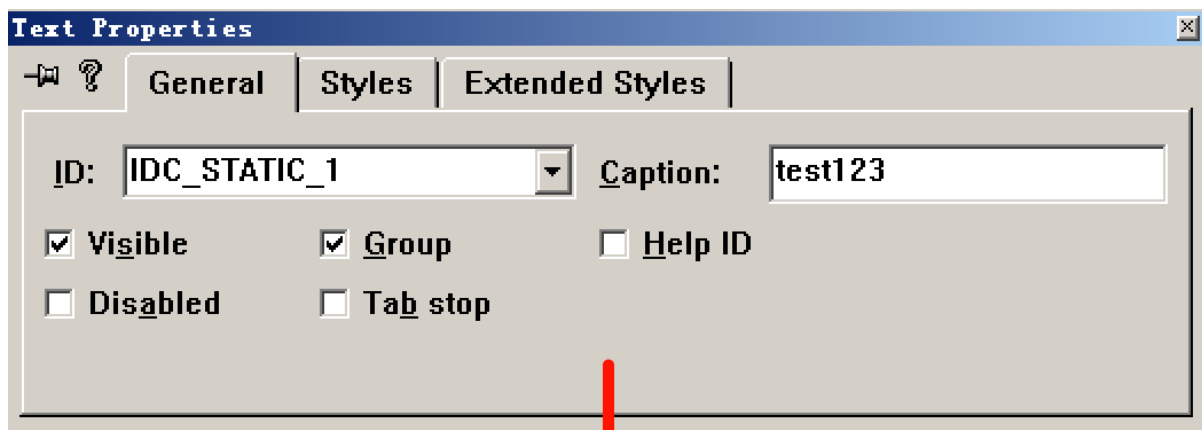 Text Properties
General Styles Extended Styles
ID: IDC_STATIC_1 Caption: test123
Visible Group Help ID
Disabled Tab stop